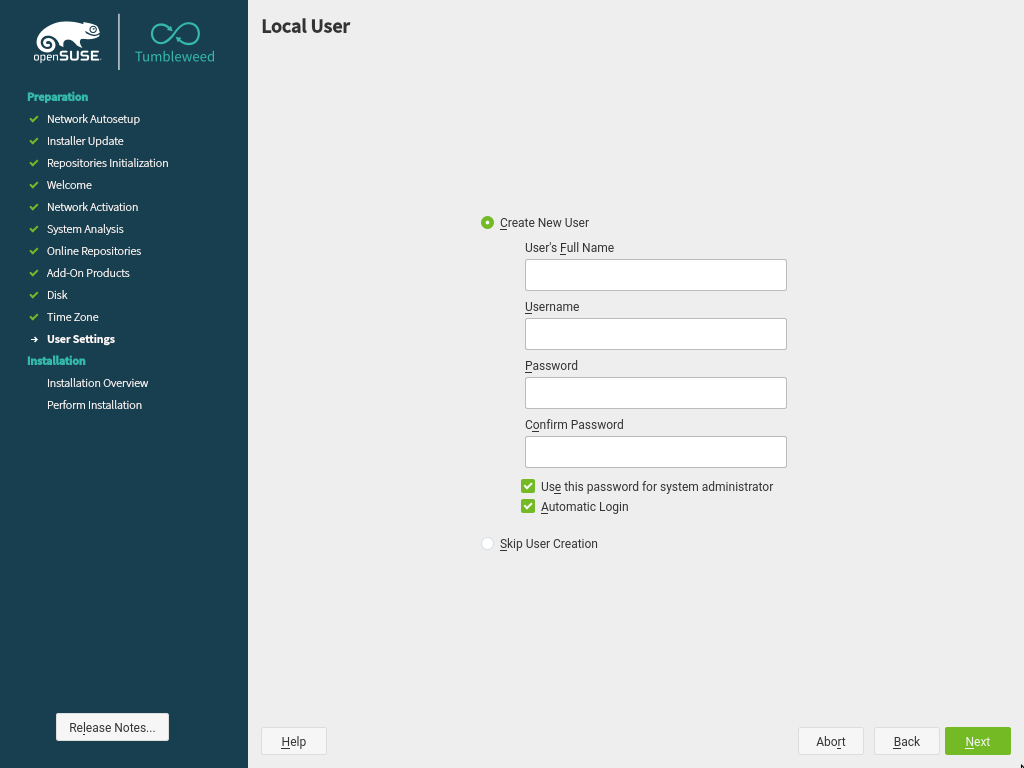 openSUSE
Tumbleweed
Preparation
Network Autosetup
Installer Update
Repositories Initialization
Welcome
Network Activation
System Analysis
Online Repositories
Add-On Products
Disk
Time Zone
User Settings
Installation
Installation Overview
Perform Installation
Release Notes...
Local User
Create New User
User's Full Name
Username
Password
Confirm Password
Use this password for system administrator
Automatic Login
Skip User Creation
Help
Abort
Back
Next